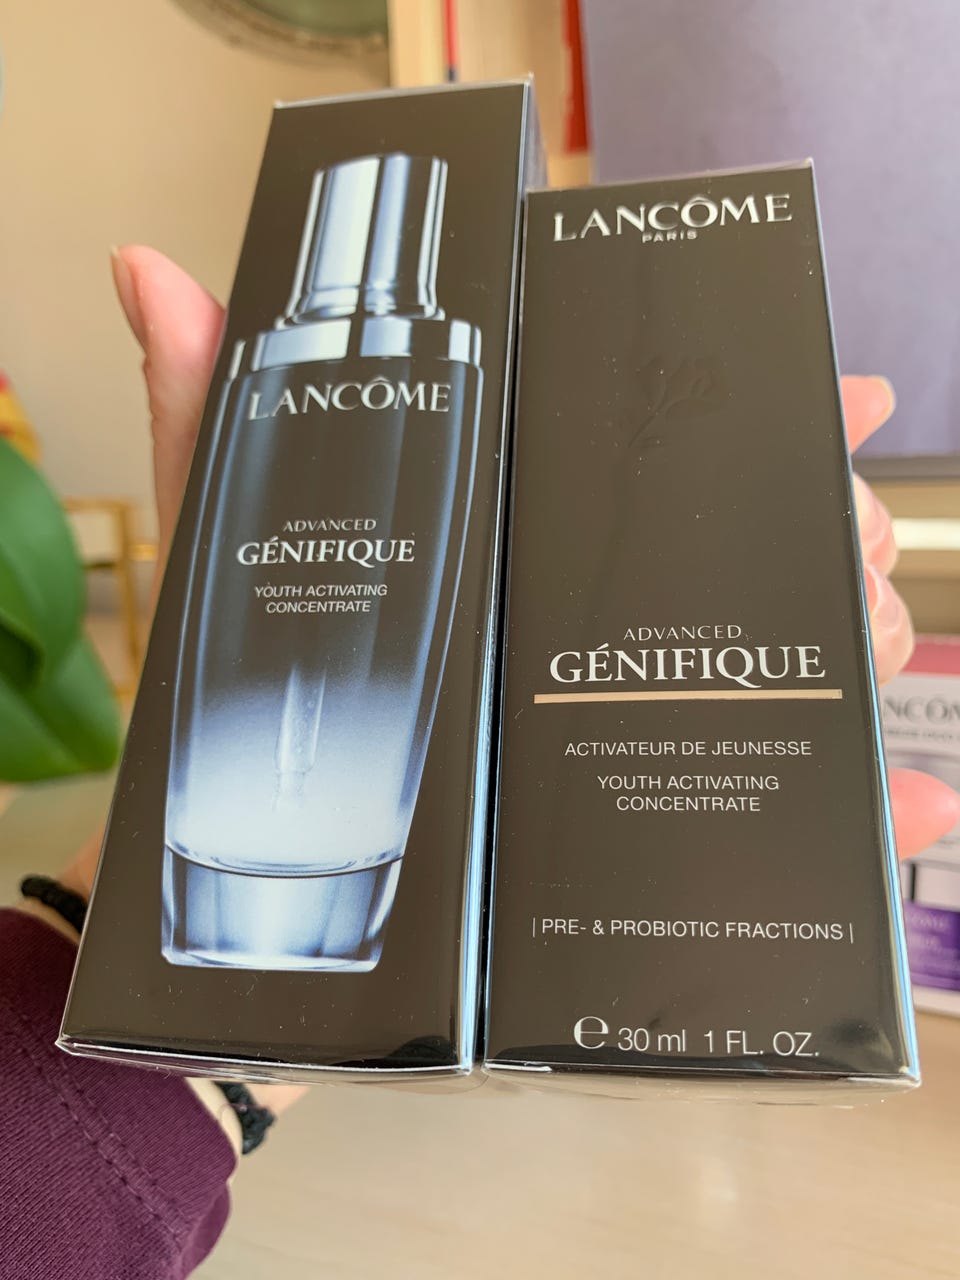 LANCÔME
ADVANCED
GÉNIFIQUE
YOUTH ACTIVATING
CONCENTRATE
LANCÔME
PARIS
ADVANCED
GÉNIFIQUE
ACTIVATEUR DE JEUNESSE
YOUTH ACTIVATING
CONCENTRATE
| PRE- & PROBIOTIC FRACTIONS |
℮ 30 ml 1 FL. OZ.
NCÔM